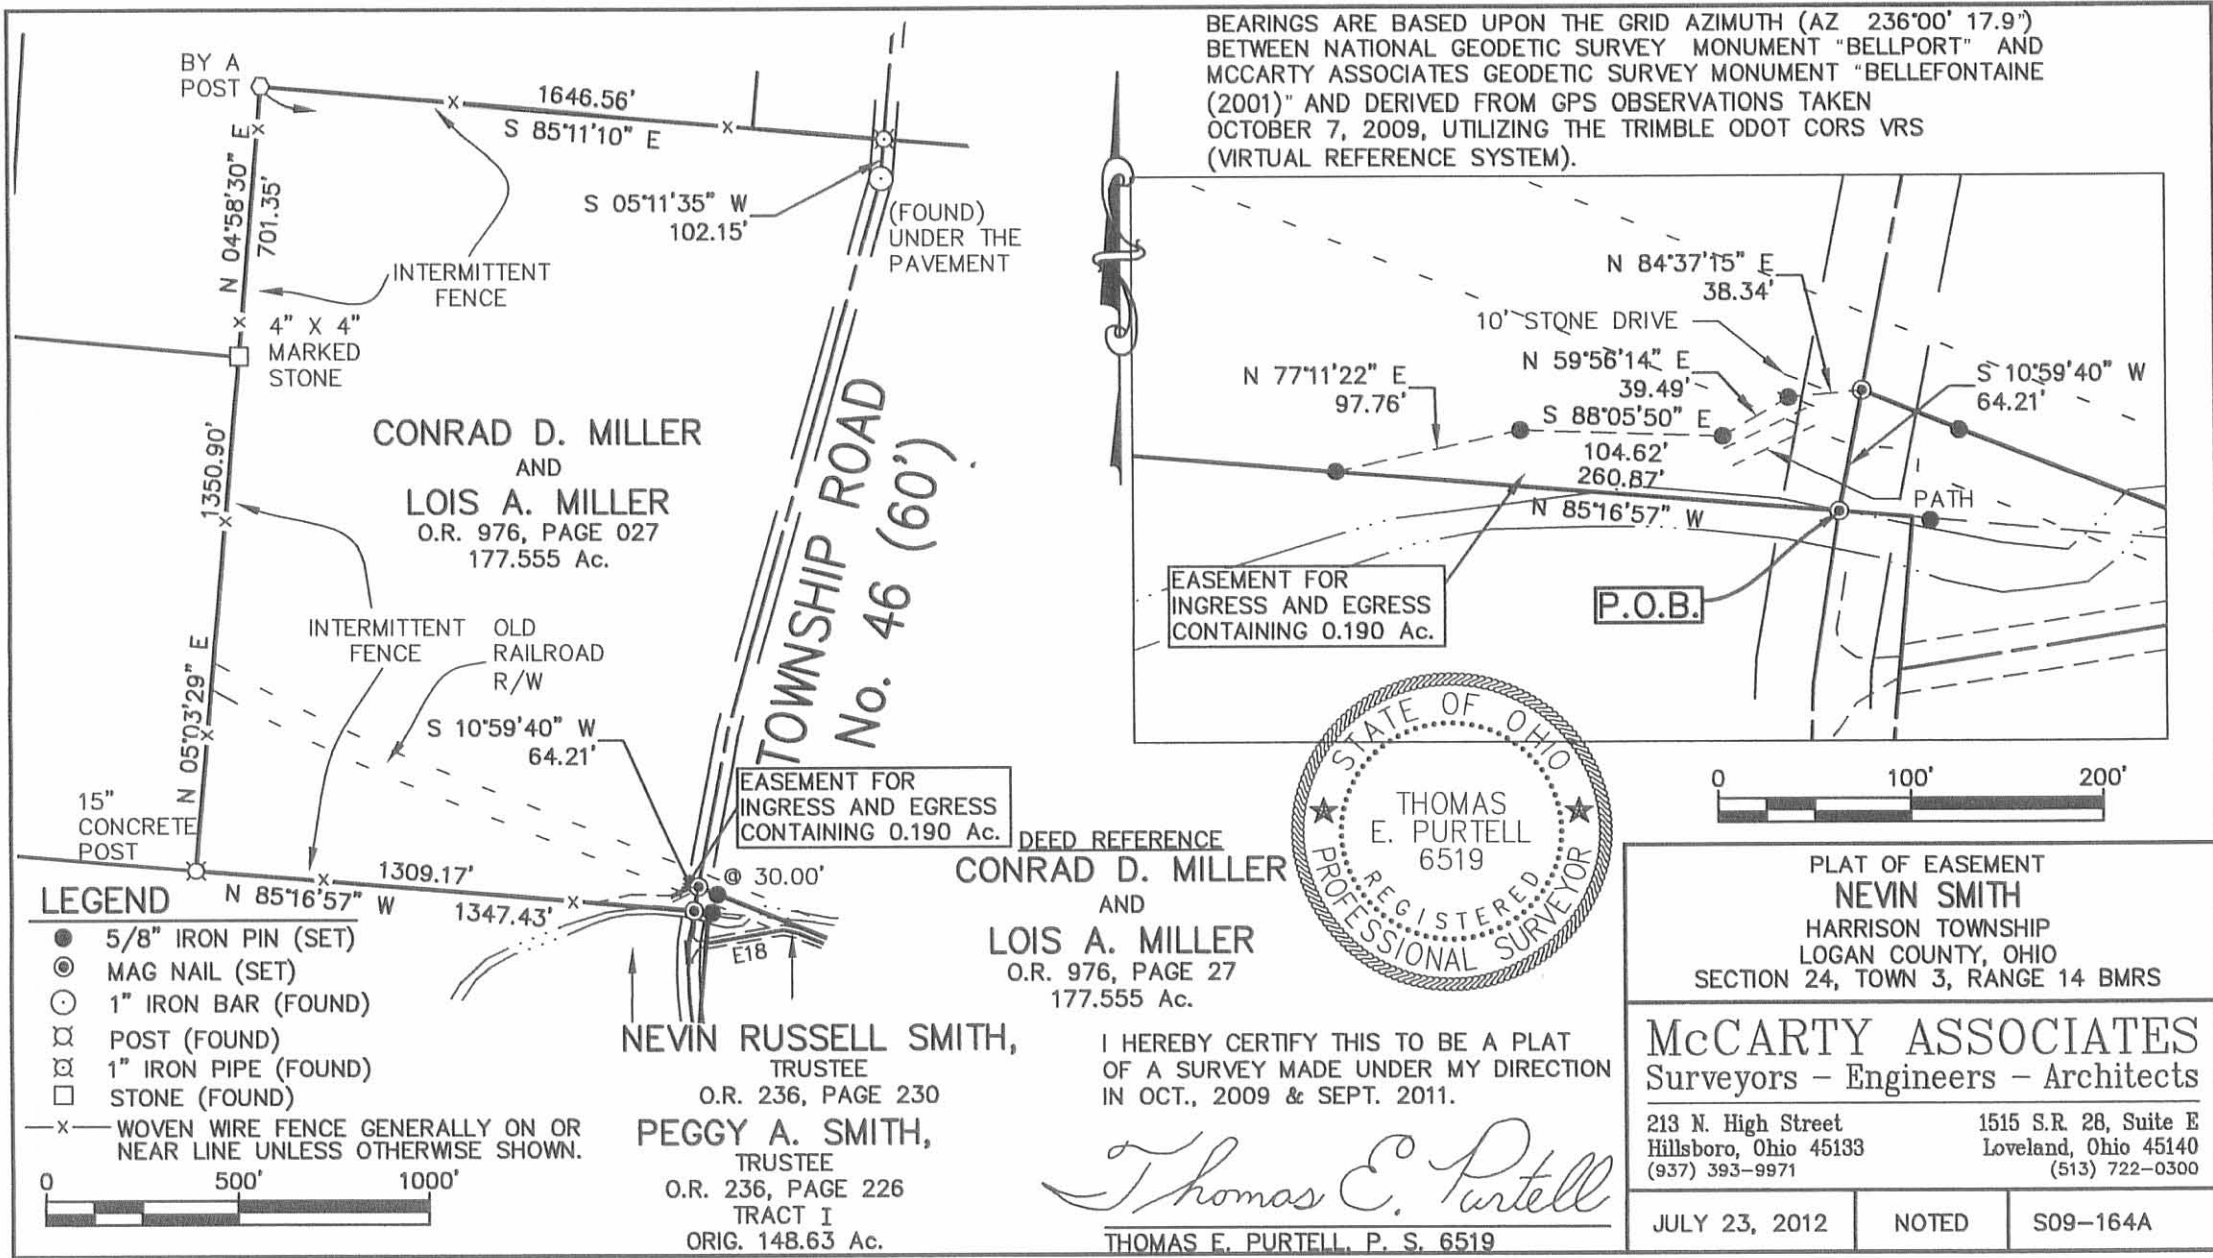 BEARINGS ARE BASED UPON THE GRID AZIMUTH (AZ 236°00' 17.9")
BETWEEN NATIONAL GEODETIC SURVEY MONUMENT "BELLPORT" AND
MCCARTY ASSOCIATES GEODETIC SURVEY MONUMENT "BELLEFONTAINE
(2001)" AND DERIVED FROM GPS OBSERVATIONS TAKEN
OCTOBER 7, 2009, UTILIZING THE TRIMBLE ODOT CORS VRS
(VIRTUAL REFERENCE SYSTEM).
BY A
POST
1646.56'
S 85°11'10" E
N 04°58'30" E
701.35'
S 05°11'35" W
102.15'
(FOUND)
UNDER THE
PAVEMENT
INTERMITTENT
FENCE
4" X 4"
MARKED
STONE
CONRAD D. MILLER
AND
LOIS A. MILLER
O.R. 976, PAGE 027
177.555 Ac.
1350.90'
N 05°03'29" E
TOWNSHIP ROAD
No. 46 (60')
INTERMITTENT
FENCE
OLD
RAILROAD
R/W
S 10°59'40" W
64.21'
EASEMENT FOR
INGRESS AND EGRESS
CONTAINING 0.190 Ac.
15"
CONCRETE
POST
1309.17'
N 85°16'57" W
1347.43'
@ 30.00'
E18
N 84°37'15" E
38.34'
10' STONE DRIVE
N 59°56'14" E
39.49'
N 77°11'22" E
97.76'
S 88°05'50" E
104.62'
260.87'
N 85°16'57" W
S 10°59'40" W
64.21'
PATH
EASEMENT FOR
INGRESS AND EGRESS
CONTAINING 0.190 Ac.
P.O.B.
0 100' 200'
LEGEND
5/8" IRON PIN (SET)
MAG NAIL (SET)
1" IRON BAR (FOUND)
POST (FOUND)
1" IRON PIPE (FOUND)
STONE (FOUND)
x WOVEN WIRE FENCE GENERALLY ON OR
NEAR LINE UNLESS OTHERWISE SHOWN.
0 500' 1000'
NEVIN RUSSELL SMITH,
TRUSTEE
O.R. 236, PAGE 230
PEGGY A. SMITH,
TRUSTEE
O.R. 236, PAGE 226
TRACT I
ORIG. 148.63 Ac.
DEED REFERENCE
CONRAD D. MILLER
AND
LOIS A. MILLER
O.R. 976, PAGE 27
177.555 Ac.
STATE OF OHIO
THOMAS
E. PURTELL
6519
REGISTERED
PROFESSIONAL SURVEYOR
I HEREBY CERTIFY THIS TO BE A PLAT
OF A SURVEY MADE UNDER MY DIRECTION
IN OCT., 2009 & SEPT. 2011.
Thomas E. Purtell
THOMAS E. PURTELL, P. S. 6519
PLAT OF EASEMENT
NEVIN SMITH
HARRISON TOWNSHIP
LOGAN COUNTY, OHIO
SECTION 24, TOWN 3, RANGE 14 BMRS
McCARTY ASSOCIATES
Surveyors – Engineers – Architects
213 N. High Street
Hillsboro, Ohio 45133
(937) 393–9971
1515 S.R. 28, Suite E
Loveland, Ohio 45140
(513) 722–0300
JULY 23, 2012
NOTED
S09–164A